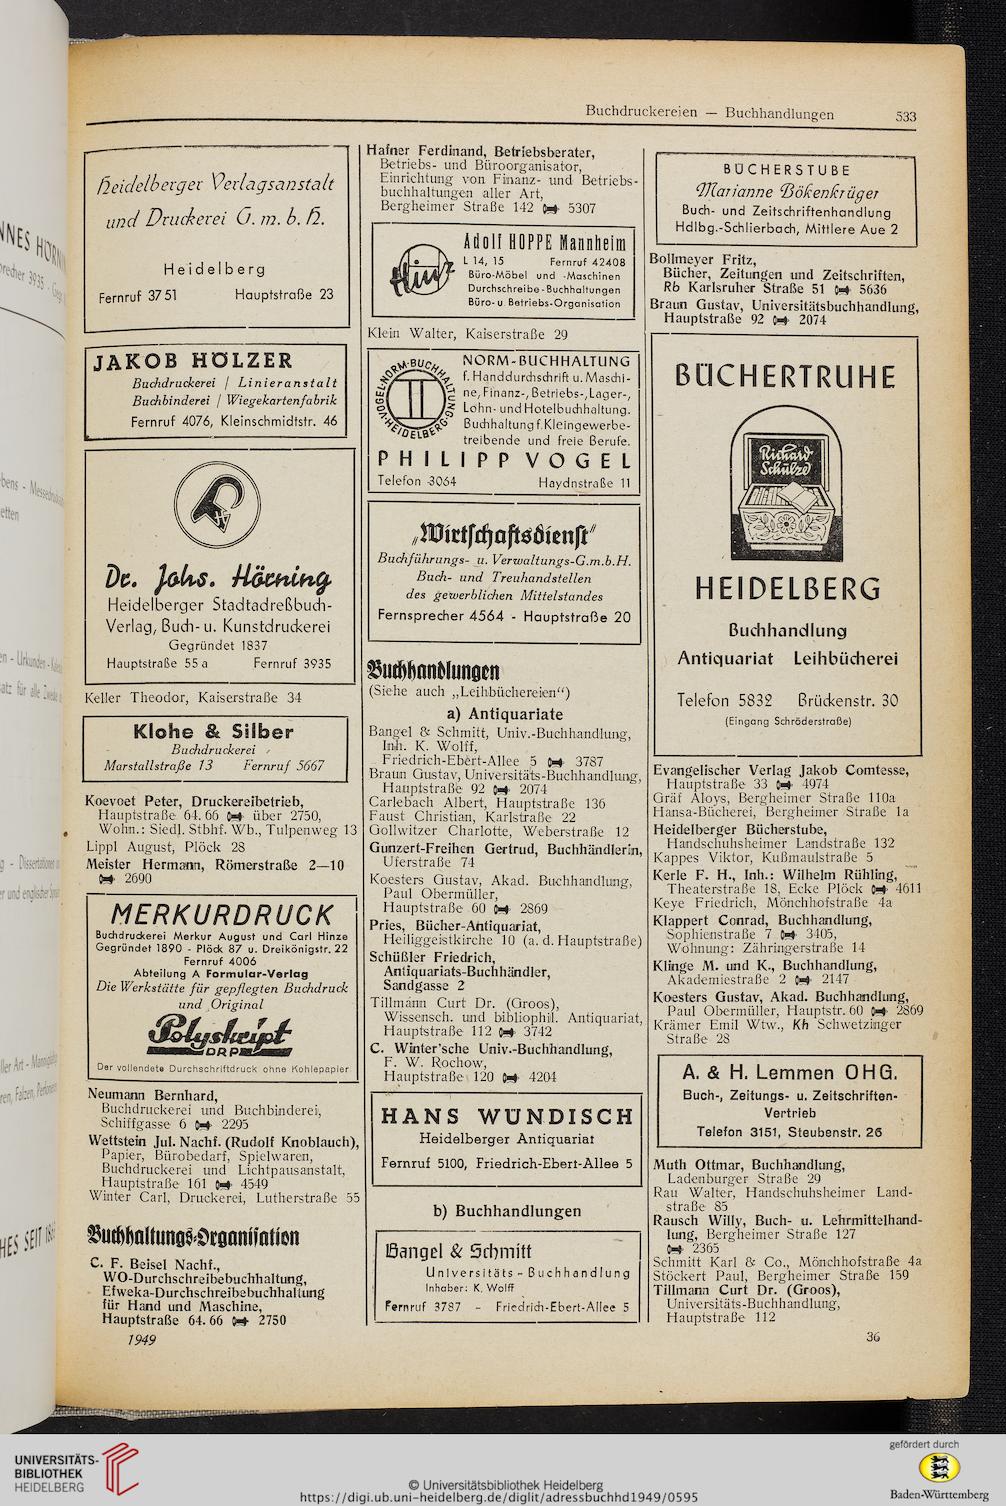 Buchdruckereien — Buchhandlungen 533
Heidelberger Verlagsanstalt
und Druckerei G. m. b. H.
Heidelberg
Fernruf 3751 Hauptstraße 23
JAKOB HÖLZER
Buchdruckerei / Linieranstalt
Buchbinderei / Wiegekartenfabrik
Fernruf 4076, Kleinschmidtstr. 46
Dr. Johs. Hörning
Heidelberger Stadtadreßbuch-
Verlag, Buch- u. Kunstdruckerei
Gegründet 1837
Hauptstraße 55a Fernruf 3935
Keller Theodor, Kaiserstraße 34
Klohe & Silber
Buchdruckerei
Marstallstraße 13 Fernruf 5667
Koevoet Peter, Druckereibetrieb,
Hauptstraße 64. 66 über 2750,
Wohn.: Siedl. Stbhf. Wb., Tulpenweg 13
Lippl August, Plöck 28
Meister Hermann, Römerstraße 2—10
2690
MERKURDRUCK
Buchdruckerei Merkur August und Carl Hinze
Gegründet 1890 - Plöck 87 u. Dreikönigstr. 22
Fernruf 4006
Abteilung A Formular-Verlag
Die Werkstätte für gepflegten Buchdruck
und Original
Polyskript
DRP
Der vollendete Durchschriftdruck ohne Kohlepapier
Neumann Bernhard,
Buchdruckerei und Buchbinderei,
Schiffgasse 6 2295
Wettstein Jul. Nachf. (Rudolf Knoblauch),
Papier, Bürobedarf, Spielwaren,
Buchdruckerei und Lichtpausanstalt,
Hauptstraße 161 4549
Winter Carl, Druckerei, Lutherstraße 55
Buchhaltungs-Organisation
C. F. Beisel Nachf.,
WO-Durchschreibebuchhaltung,
Efweka-Durchschreibebuchhaltung
für Hand und Maschine,
Hauptstraße 64. 66 2750
1949
Hafner Ferdinand, Betriebsberater,
Betriebs- und Büroorganisator,
Einrichtung von Finanz- und Betriebs-
buchhaltungen aller Art,
Bergheimer Straße 142 5307
Hinz
Adolf HOPPE Mannheim
L 14, 15 Fernruf 42408
Büro-Möbel und -Maschinen
Durchschreibe-Buchhaltungen
Büro- u. Betriebs-Organisation
Klein Walter, Kaiserstraße 29
VOGEL-NORM-BUCHHALTUNG HEIDELBERG
NORM-BUCHHALTUNG
f. Handdurchschrift u. Maschi-
ne, Finanz-, Betriebs-, Lager-,
Lohn- und Hotelbuchhaltung.
Buchhaltung f. Kleingewerbe-
treibende und freie Berufe.
PHILIPP VOGEL
Telefon 3064 Haydnstraße 11
„Wirtschaftsdienst“
Buchführungs- u. Verwaltungs-G.m.b.H.
Buch- und Treuhandstellen
des gewerblichen Mittelstandes
Fernsprecher 4564 - Hauptstraße 20
Buchhandlungen
(Siehe auch „Leihbüchereien“)
a) Antiquariate
Bangel & Schmitt, Univ.-Buchhandlung,
Inh. K. Wolff,
Friedrich-Ebert-Allee 5 3787
Braun Gustav, Universitäts-Buchhandlung,
Hauptstraße 92 2074
Carlebach Albert, Hauptstraße 136
Faust Christian, Karlstraße 22
Gollwitzer Charlotte, Weberstraße 12
Gunzert-Freihen Gertrud, Buchhändlerin,
Uferstraße 74
Koesters Gustav, Akad. Buchhandlung,
Paul Obermüller,
Hauptstraße 60 2869
Pries, Bücher-Antiquariat,
Heiliggeistkirche 10 (a. d. Hauptstraße)
Schüßler Friedrich,
Antiquariats-Buchhändler,
Sandgasse 2
Tillmann Curt Dr. (Groos),
Wissensch. und bibliophil. Antiquariat,
Hauptstraße 112 3742
C. Winter'sche Univ.-Buchhandlung,
F. W. Rochow,
Hauptstraße 120 4204
HANS WÜNDISCH
Heidelberger Antiquariat
Fernruf 5100, Friedrich-Ebert-Allee 5
b) Buchhandlungen
Bangel & Schmitt
Universitäts-Buchhandlung
Inhaber: K. Wolff
Fernruf 3787 - Friedrich-Ebert-Allee 5
BÜCHERSTUBE
Marianne Bökenkrüger
Buch- und Zeitschriftenhandlung
Hdlbg.-Schlierbach, Mittlere Aue 2
Bollmeyer Fritz,
Bücher, Zeitungen und Zeitschriften,
Rb Karlsruher Straße 51 5636
Braun Gustav, Universitätsbuchhandlung,
Hauptstraße 92 2074
BÜCHERTRUHE
Richard
Schulze
HEIDELBERG
Buchhandlung
Antiquariat Leihbücherei
Telefon 5832 Brückenstr. 30
(Eingang Schröderstraße)
Evangelischer Verlag Jakob Comtesse,
Hauptstraße 33 4974
Gräf Aloys, Bergheimer Straße 110a
Hansa-Bücherei, Bergheimer Straße 1a
Heidelberger Bücherstube,
Handschuhsheimer Landstraße 132
Kappes Viktor, Kußmaulstraße 5
Kerle F. H., Inh.: Wilhelm Rühling,
Theaterstraße 18, Ecke Plöck 4611
Keye Friedrich, Mönchhofstraße 4a
Klappert Conrad, Buchhandlung,
Sophienstraße 7 3405,
Wohnung: Zähringerstraße 14
Klinge M. und K., Buchhandlung,
Akademiestraße 2 2147
Koesters Gustav, Akad. Buchhandlung,
Paul Obermüller, Hauptstr. 60 2869
Krämer Emil Wtw., Kh Schwetzinger
Straße 28
A. & H. Lemmen OHG.
Buch-, Zeitungs- u. Zeitschriften-
Vertrieb
Telefon 3151, Steubenstr. 26
Muth Ottmar, Buchhandlung,
Ladenburger Straße 29
Rau Walter, Handschuhsheimer Land-
straße 85
Rausch Willy, Buch- u. Lehrmittelhand-
lung, Bergheimer Straße 127
2365
Schmitt Karl & Co., Mönchhofstraße 4a
Stöckert Paul, Bergheimer Straße 159
Tillmann Curt Dr. (Groos),
Universitäts-Buchhandlung,
Hauptstraße 112
36
UNIVERSITÄTS-
BIBLIOTHEK
HEIDELBERG
© Universitätsbibliothek Heidelberg
https://digi.ub.uni-heidelberg.de/diglit/adressbuchhd1949/0595
gefördert durch
Baden-Württemberg